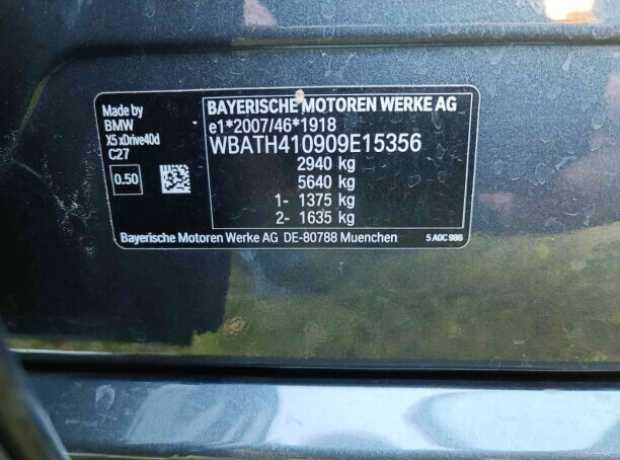 Made by
BMW
X5 xDrive40d
C27
0.50
BAYERISCHE MOTOREN WERKE AG
e1*2007/46*1918
WBATH410909E15356
2940 kg
5640 kg
1- 1375 kg
2- 1635 kg
Bayerische Motoren Werke AG DE-80788 Muenchen
5 A0C 986